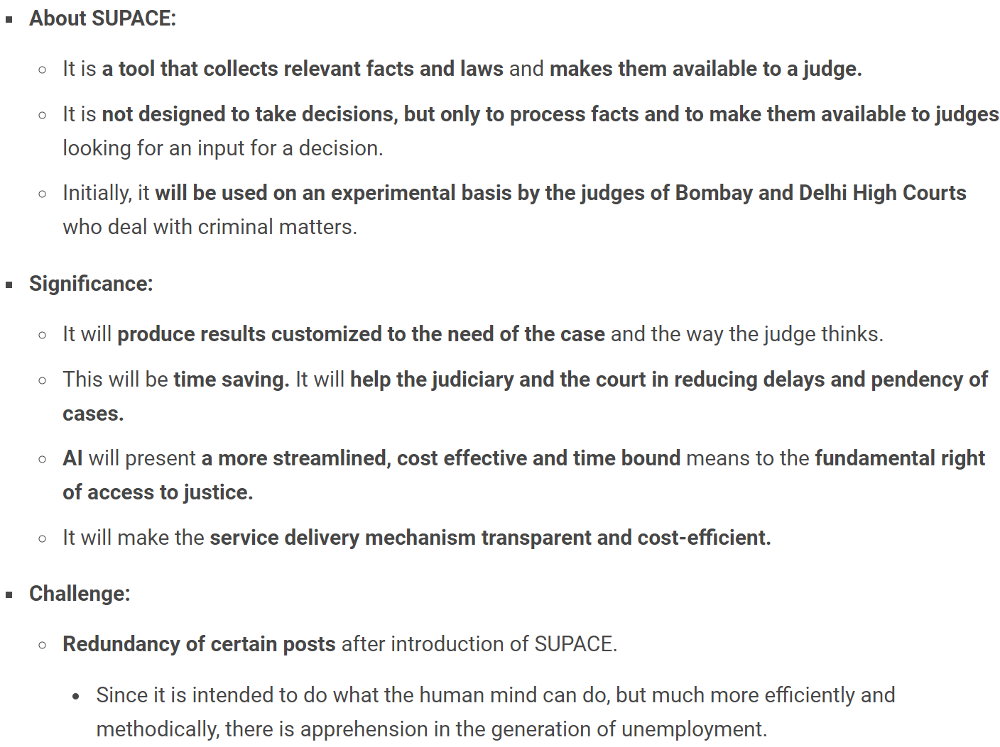 About SUPACE:
It is a tool that collects relevant facts and laws and makes them available to a judge.
It is not designed to take decisions, but only to process facts and to make them available to judges
looking for an input for a decision.
Initially, it will be used on an experimental basis by the judges of Bombay and Delhi High Courts
who deal with criminal matters.
Significance:
It will produce results customized to the need of the case and the way the judge thinks.
This will be time saving. It will help the judiciary and the court in reducing delays and pendency of
cases.
AI will present a more streamlined, cost effective and time bound means to the fundamental right
of access to justice.
It will make the service delivery mechanism transparent and cost-efficient.
Challenge:
Redundancy of certain posts after introduction of SUPACE.
Since it is intended to do what the human mind can do, but much more efficiently and
methodically, there is apprehension in the generation of unemployment.